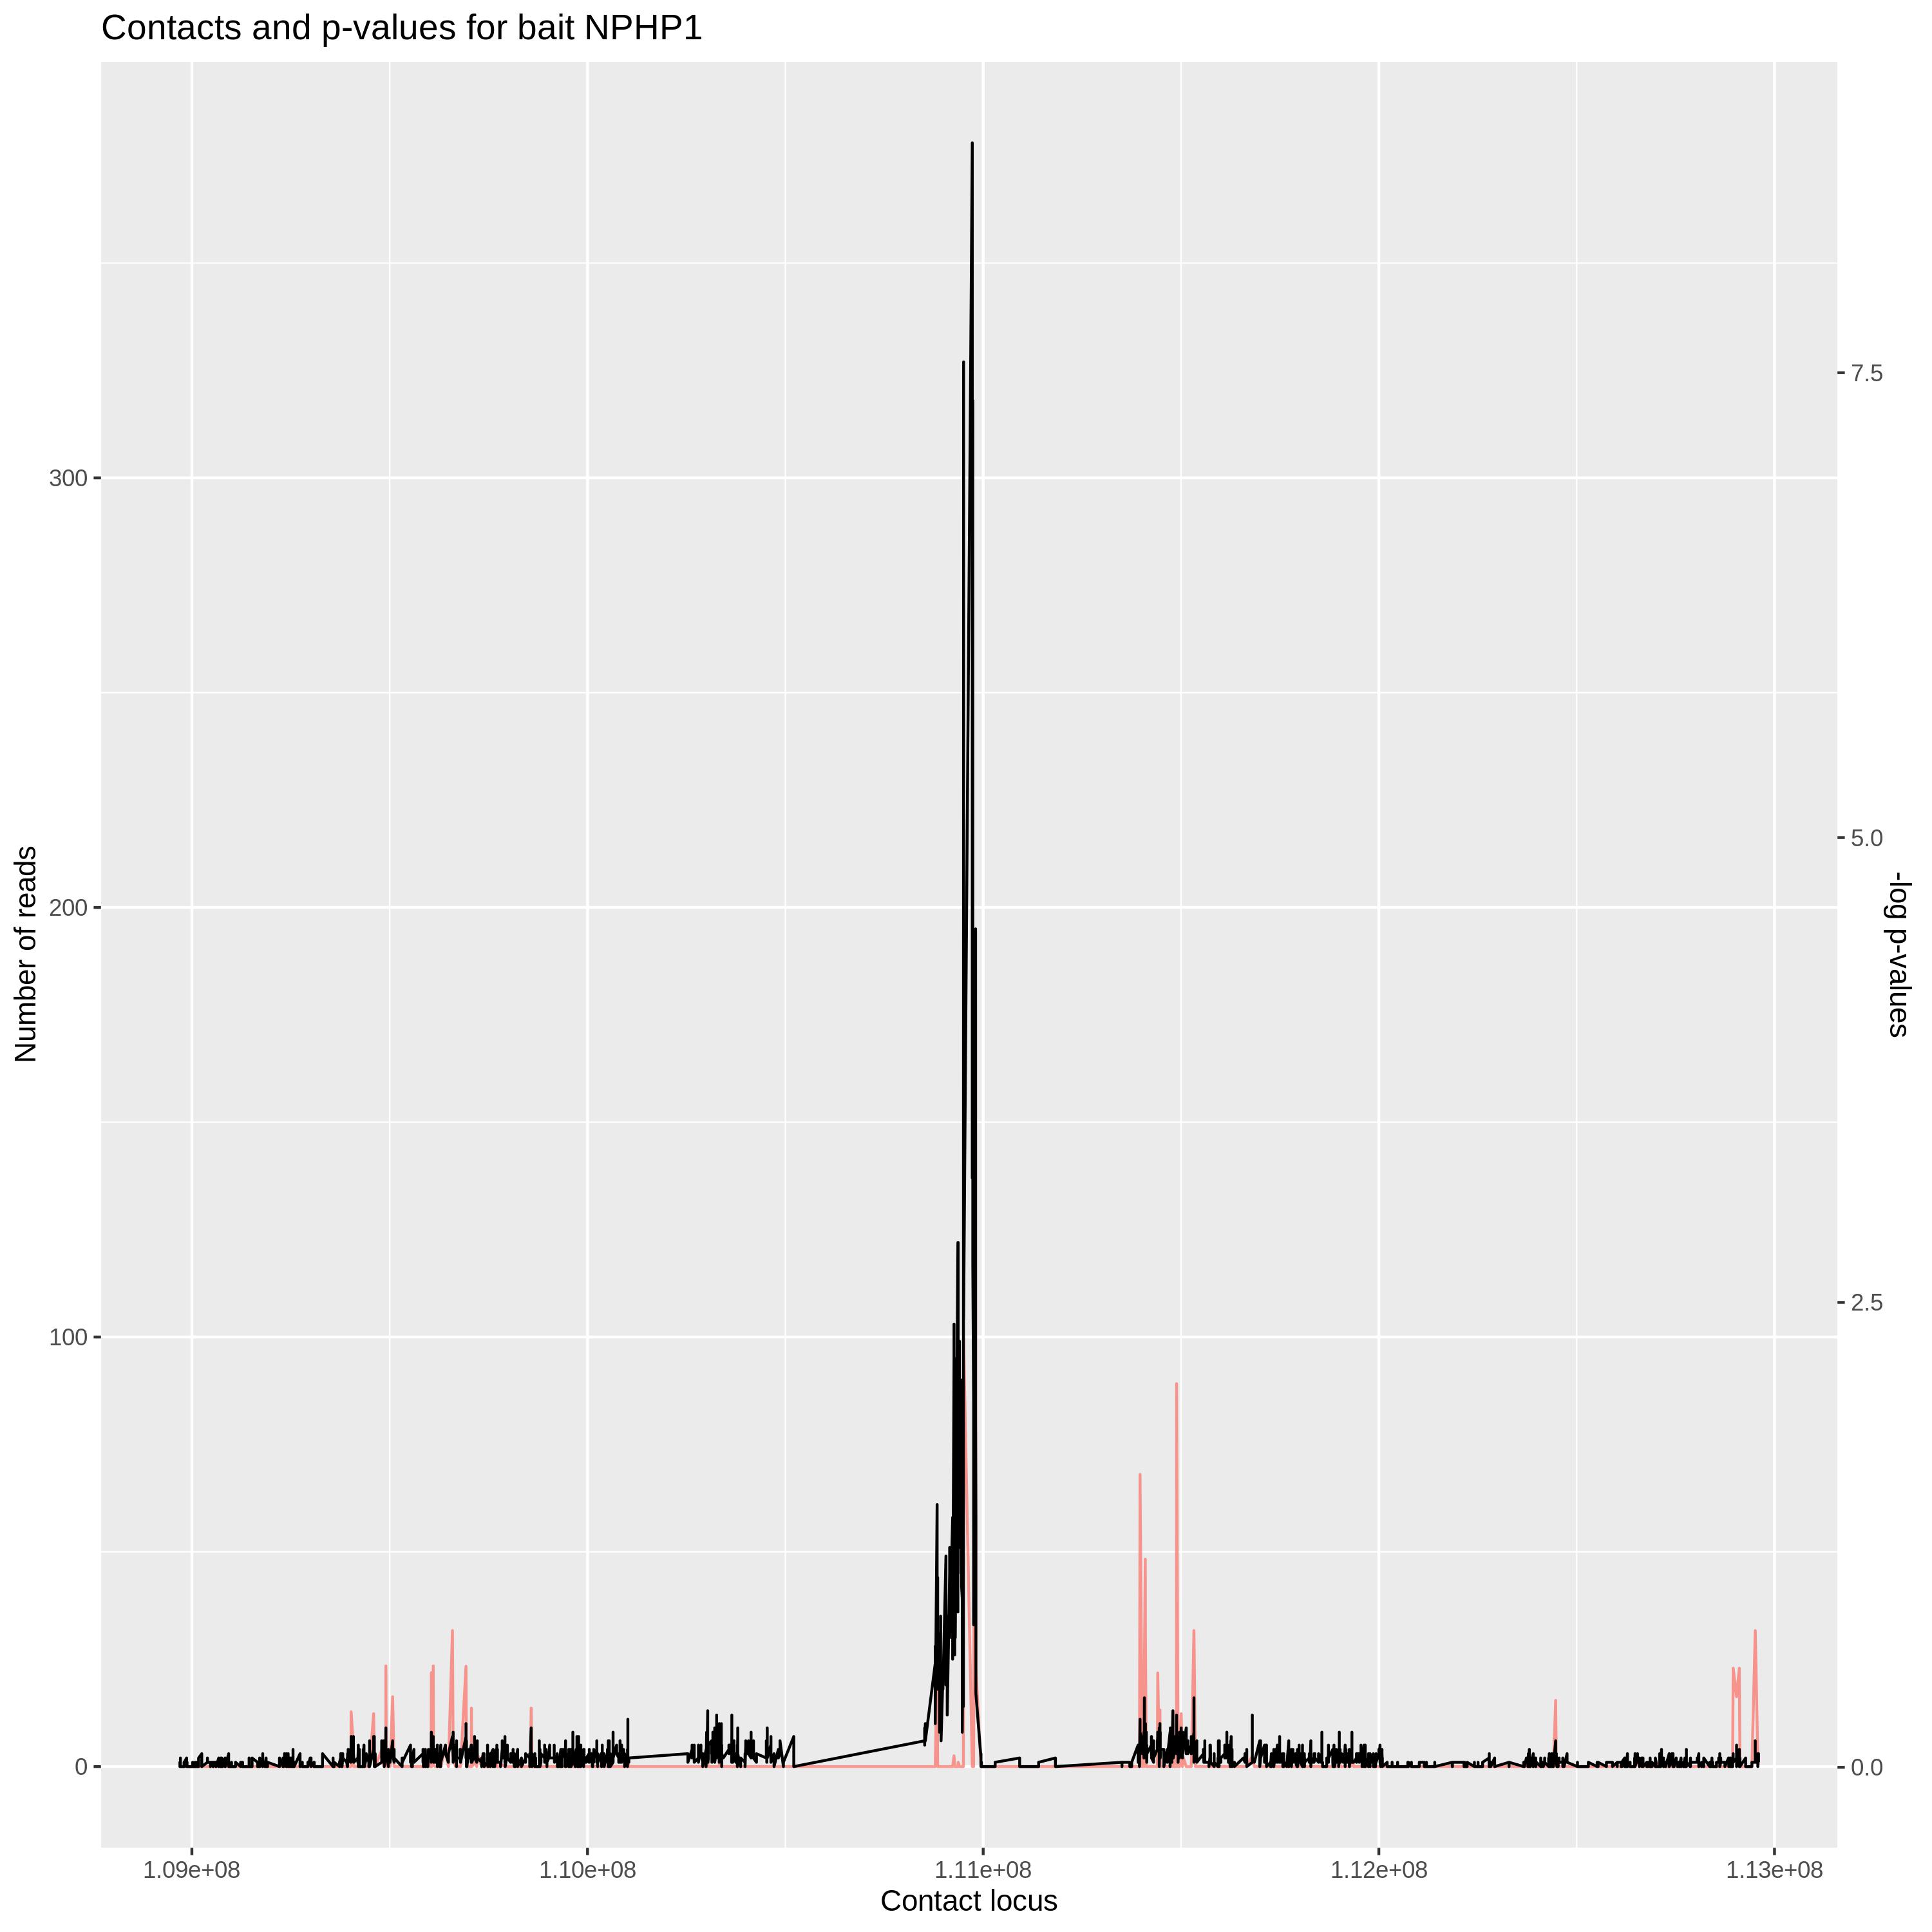 Contacts and p-values for bait NPHP1
Number of reads
300
200
100
0
7.5
5.0
2.5
0.0
-log p-values
1.09e+08
1.10e+08
1.11e+08
1.12e+08
1.13e+08
Contact locus